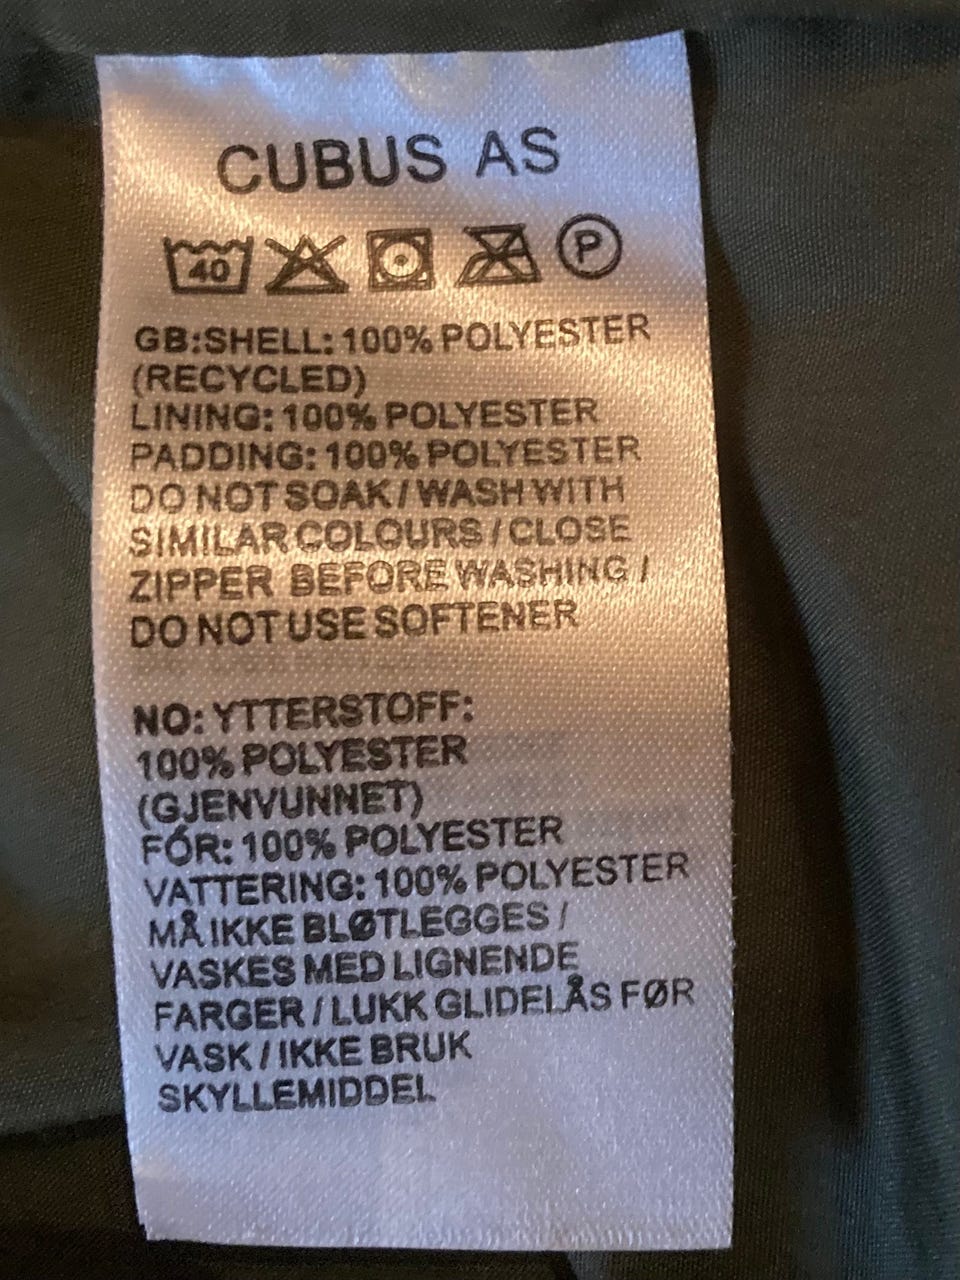 CUBUS AS
40 P
GB:SHELL: 100% POLYESTER
(RECYCLED)
LINING: 100% POLYESTER
PADDING: 100% POLYESTER
DO NOT SOAK / WASH WITH
SIMILAR COLOURS / CLOSE
ZIPPER BEFORE WASHING /
DO NOT USE SOFTENER
NO: YTTERSTOFF:
100% POLYESTER
(GJENVUNNET)
FÓR: 100% POLYESTER
VATTERING: 100% POLYESTER
MÅ IKKE BLØTLEGGES /
VASKES MED LIGNENDE
FARGER / LUKK GLIDELÅS FØR
VASK / IKKE BRUK
SKYLLEMIDDEL